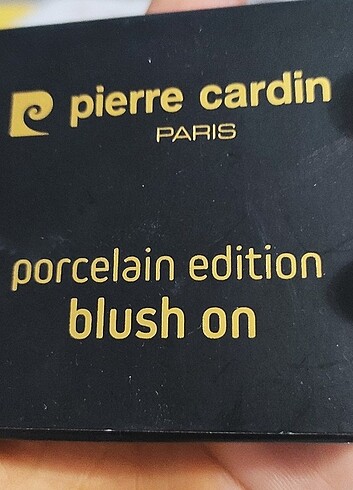 pierre cardin
PARIS
porcelain edition
blush on